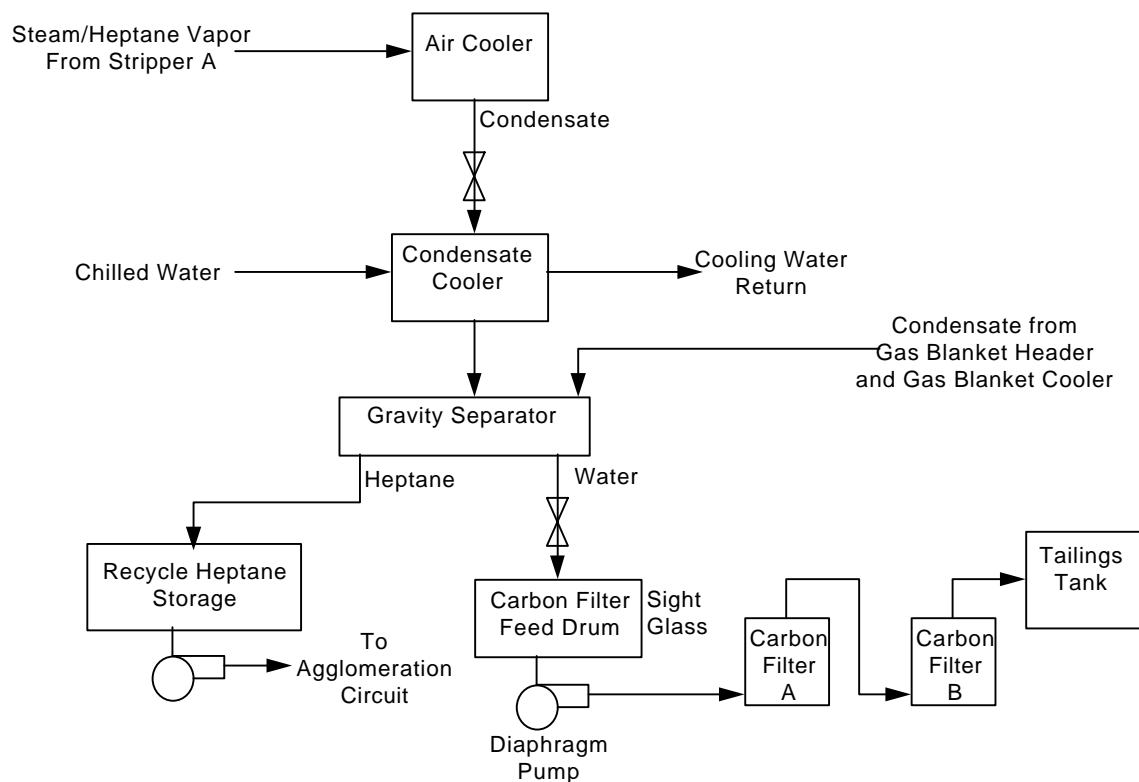 Steam/Heptane Vapor
From Stripper A
Air Cooler
Condensate
Chilled Water
Condensate
Cooler
Cooling Water
Return
Condensate from
Gas Blanket Header
and Gas Blanket Cooler
Gravity Separator
Heptane
Water
Recycle Heptane
Storage
To
Agglomeration
Circuit
Carbon Filter
Feed Drum
Sight
Glass
Diaphragm
Pump
Carbon
Filter
A
Carbon
Filter
B
Tailings
Tank